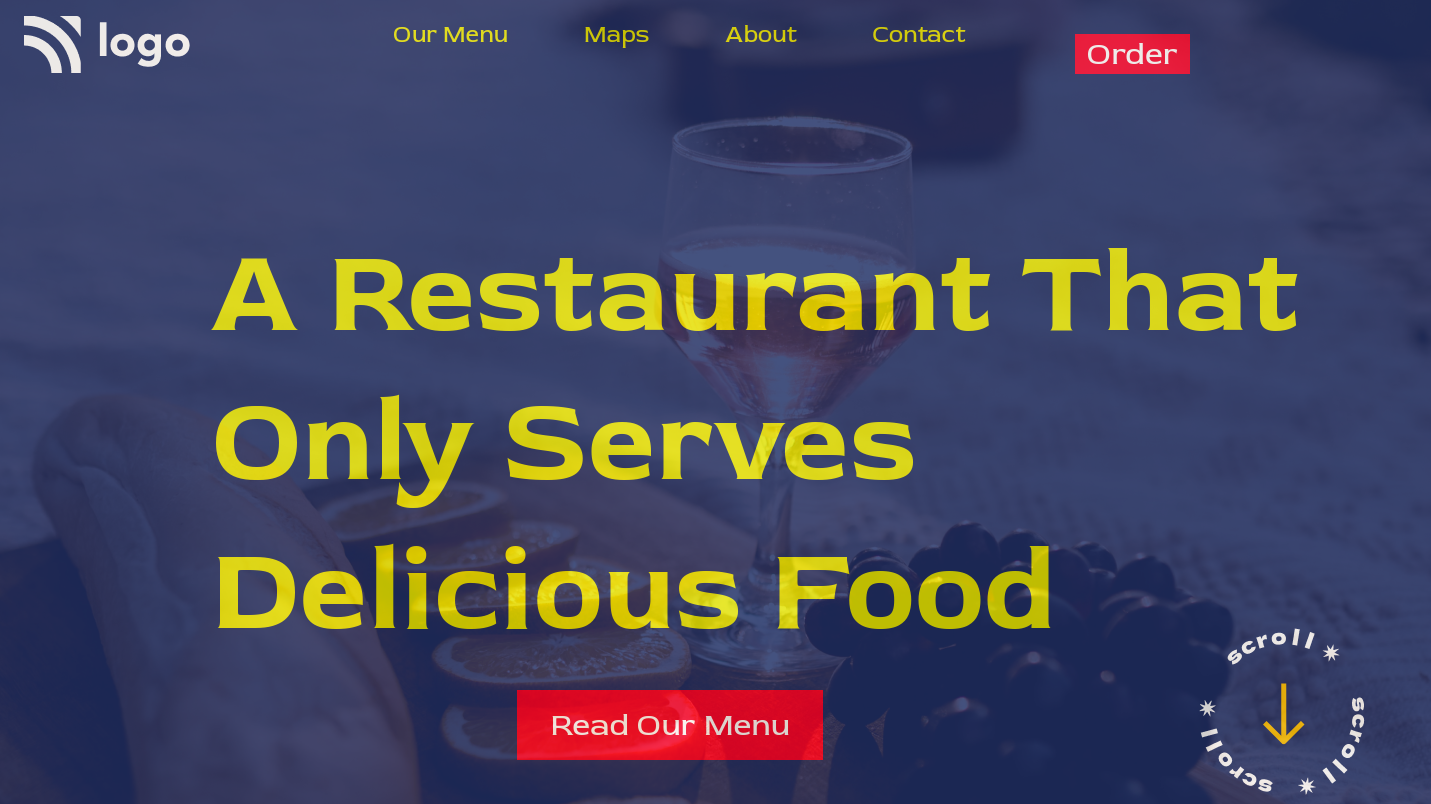 logo
Our Menu Maps About Contact Order
A Restaurant That
Only Serves
Delicious Food
Read Our Menu
scroll ✷ scroll ✷ scroll ✷